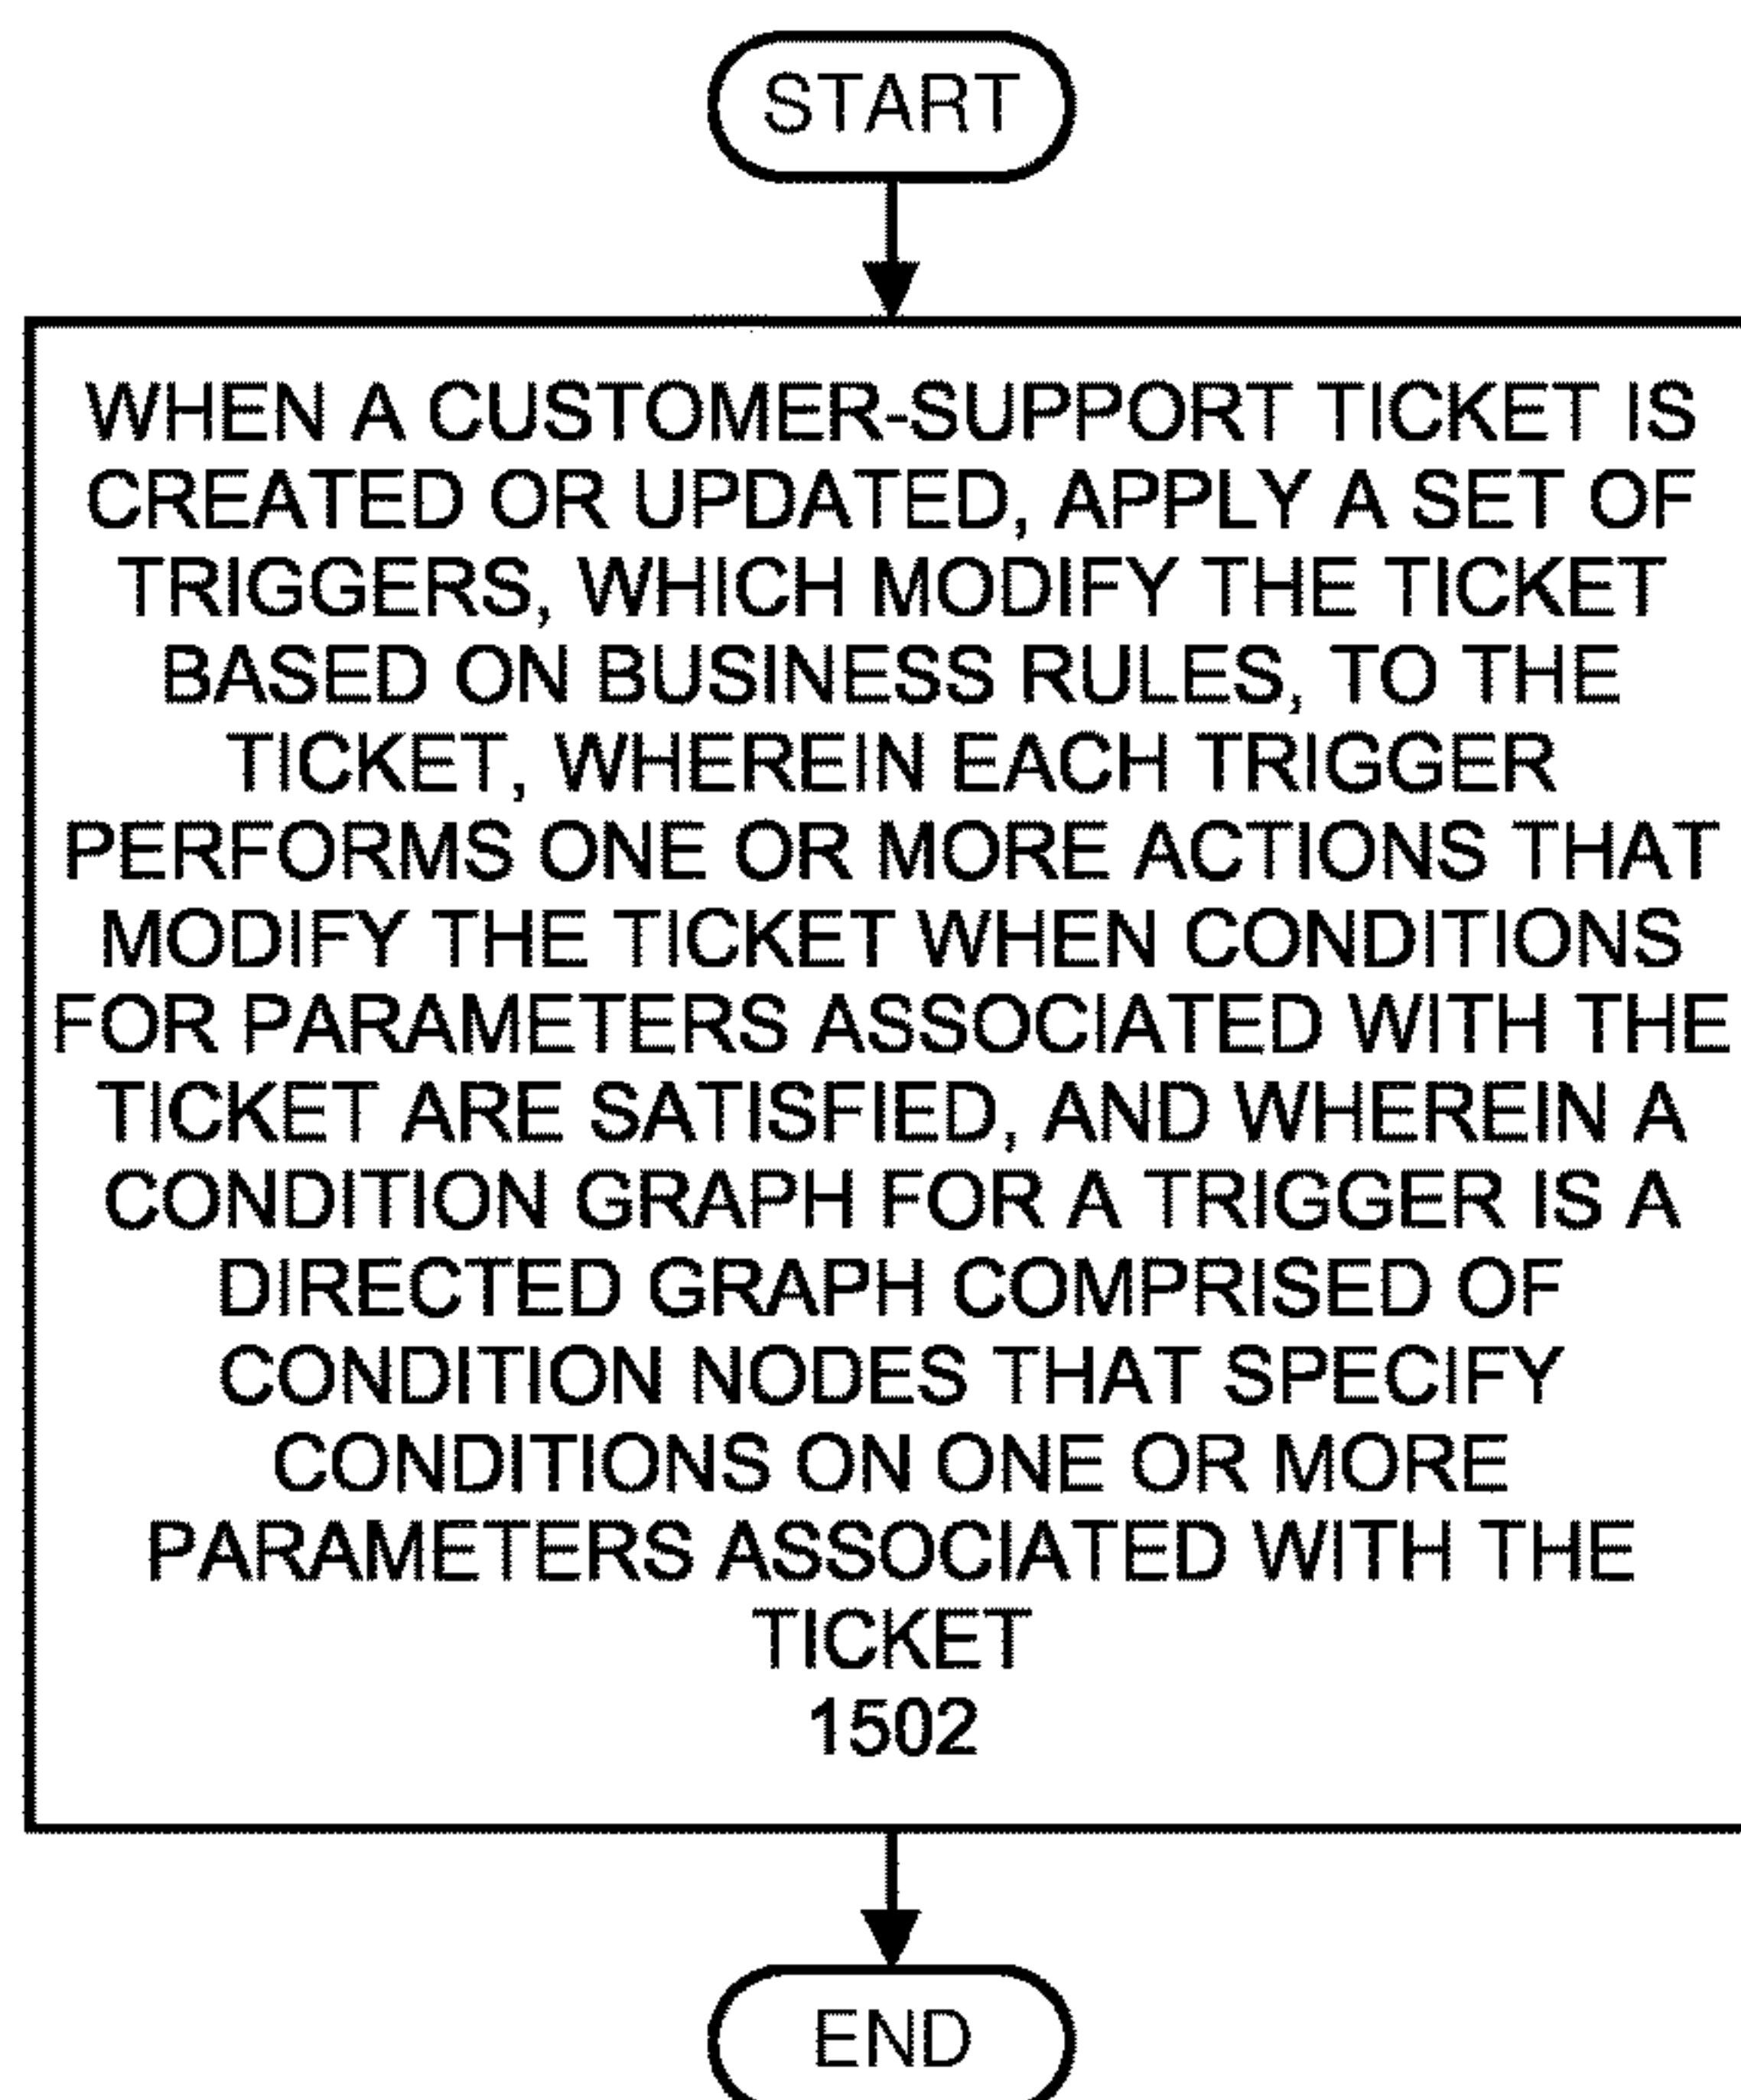 START
WHEN A CUSTOMER-SUPPORT TICKET IS
CREATED OR UPDATED, APPLY A SET OF
TRIGGERS, WHICH MODIFY THE TICKET
BASED ON BUSINESS RULES, TO THE
TICKET, WHEREIN EACH TRIGGER
PERFORMS ONE OR MORE ACTIONS THAT
MODIFY THE TICKET WHEN CONDITIONS
FOR PARAMETERS ASSOCIATED WITH THE
TICKET ARE SATISFIED, AND WHEREIN A
CONDITION GRAPH FOR A TRIGGER IS A
DIRECTED GRAPH COMPRISED OF
CONDITION NODES THAT SPECIFY
CONDITIONS ON ONE OR MORE
PARAMETERS ASSOCIATED WITH THE
TICKET
1502
END